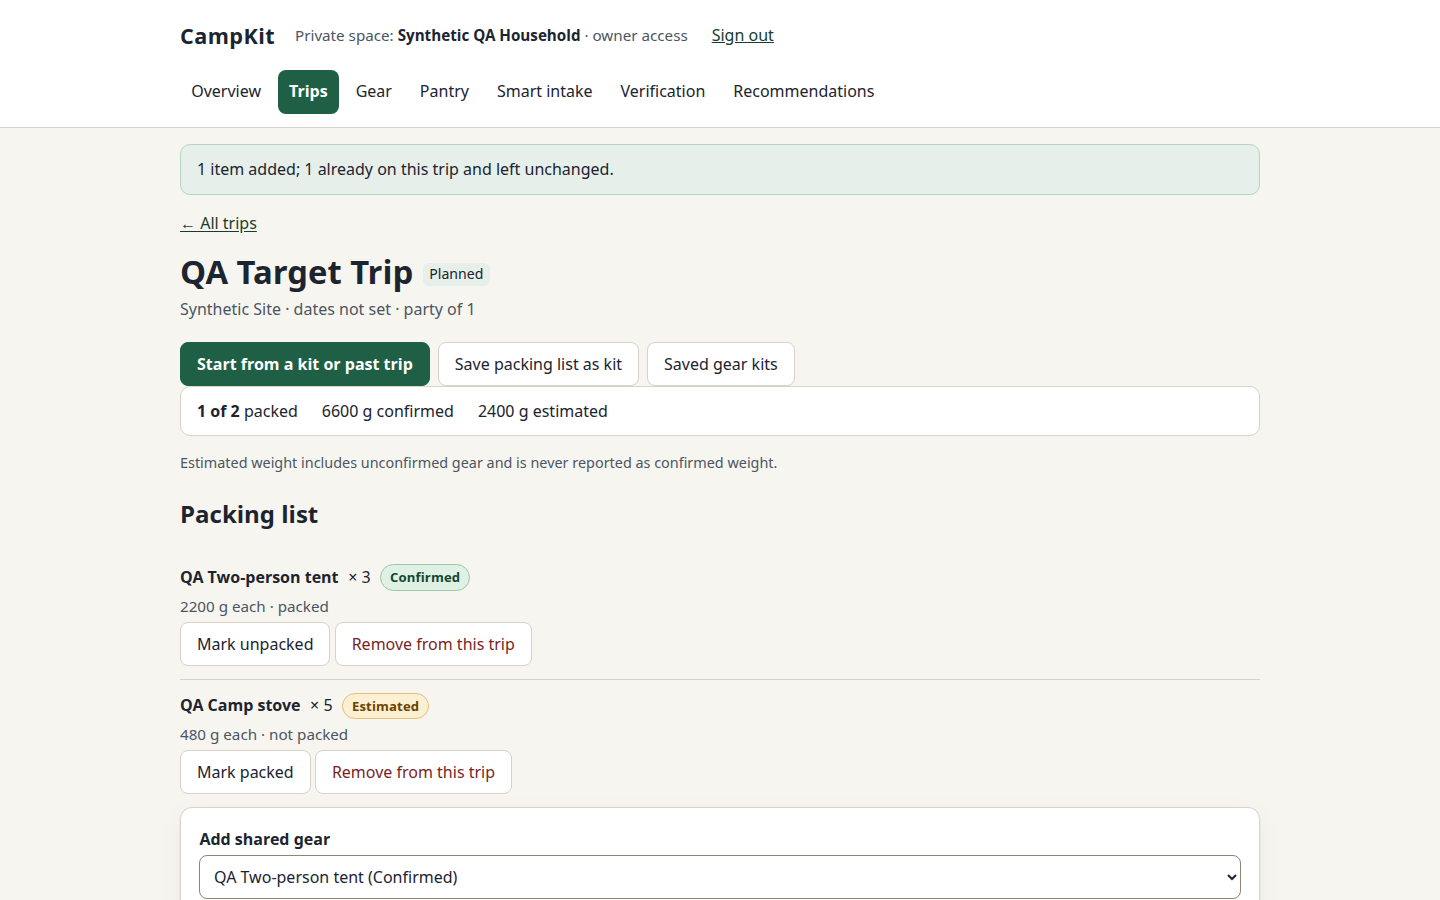 CampKit Private space: Synthetic QA Household · owner access Sign out
Overview Trips Gear Pantry Smart intake Verification Recommendations
1 item added; 1 already on this trip and left unchanged.
← All trips
QA Target Trip Planned
Synthetic Site · dates not set · party of 1
Start from a kit or past trip Save packing list as kit Saved gear kits
1 of 2 packed 6600 g confirmed 2400 g estimated
Estimated weight includes unconfirmed gear and is never reported as confirmed weight.
Packing list
QA Two-person tent × 3 Confirmed
2200 g each · packed
Mark unpacked Remove from this trip
QA Camp stove × 5 Estimated
480 g each · not packed
Mark packed Remove from this trip
Add shared gear
QA Two-person tent (Confirmed)